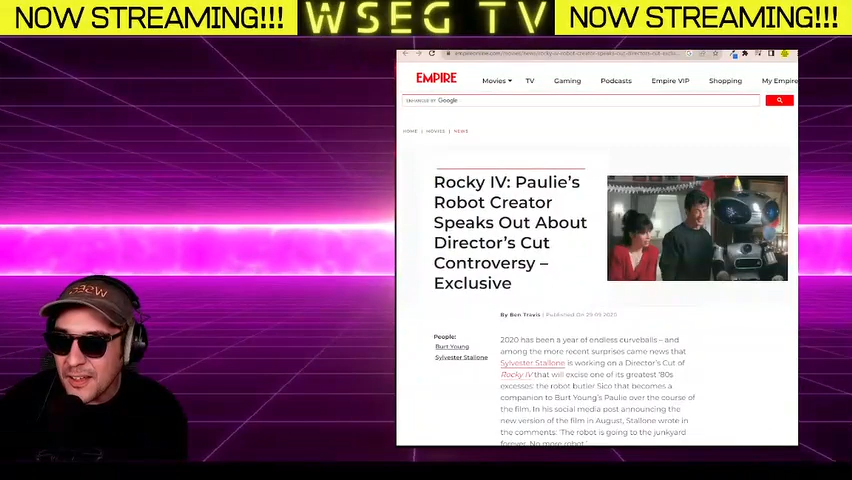 NOW STREAMING!!!
WSEG TV
NOW STREAMING!!!
EMPIRE
Movies
TV
Gaming
Podcasts
Empire VIP
Shopping
My Empire
ENHANCED BY Google
HOME | MOVIES | NEWS
Rocky IV: Paulie's
Robot Creator
Speaks Out About
Director's Cut
Controversy –
Exclusive
By Ben Travis | Published On 29 09 2020
People:
Burt Young
Sylvester Stallone
2020 has been a year of endless curveballs – and
among the more recent surprises came news that
Sylvester Stallone is working on a Director's Cut of
Rocky IV that will excise one of its greatest '80s
excesses: the robot butler Sico that becomes a
companion to Burt Young's Paulie over the course of
the film. In his social media post announcing the
new version of the film in August, Stallone wrote in
the comments: 'The robot is going to the junkyard
forever. No more robot.'